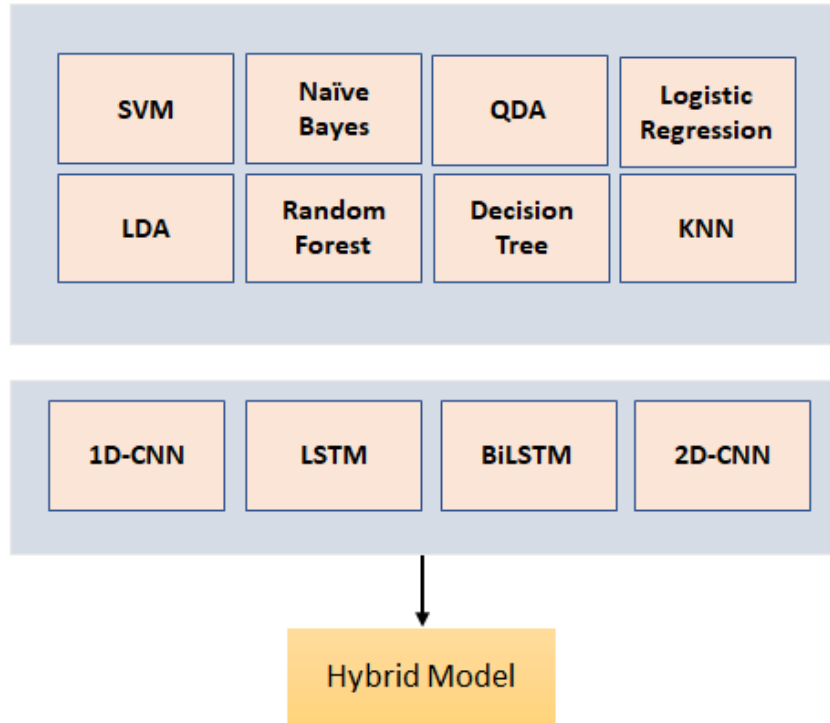 SVM
Naïve
Bayes
QDA
Logistic
Regression
LDA
Random
Forest
Decision
Tree
KNN
1D-CNN
LSTM
BiLSTM
2D-CNN
Hybrid Model